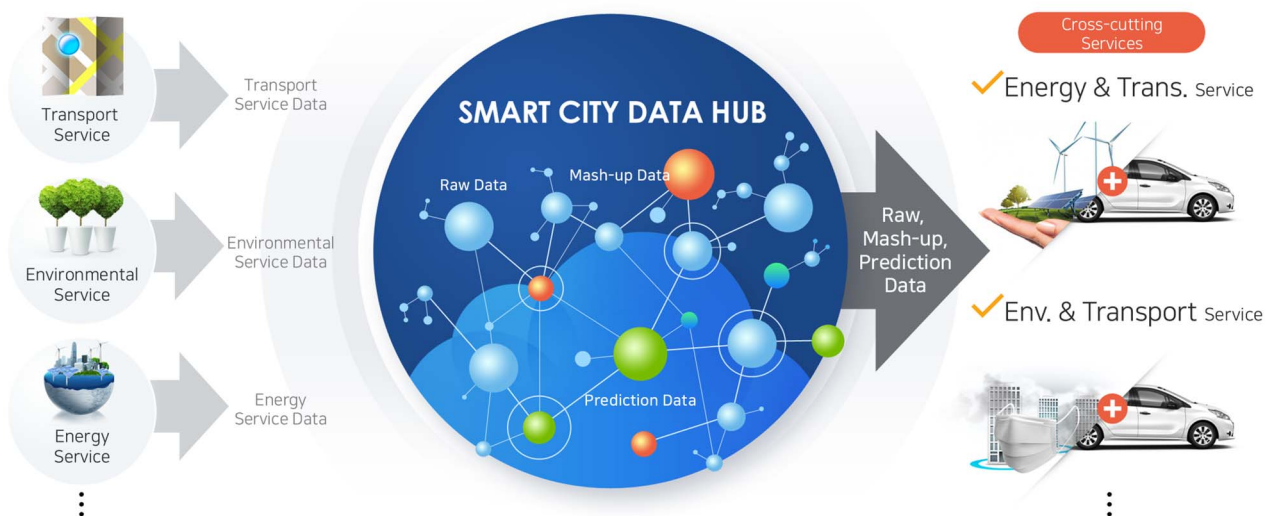 Transport
Service
Transport
Service Data
Environmental
Service
Environmental
Service Data
Energy
Service
Energy
Service Data
SMART CITY DATA HUB
Raw Data
Mash-up Data
Prediction Data
Raw,
Mash-up,
Prediction
Data
Cross-cutting
Services
Energy & Trans. Service
Env. & Transport Service